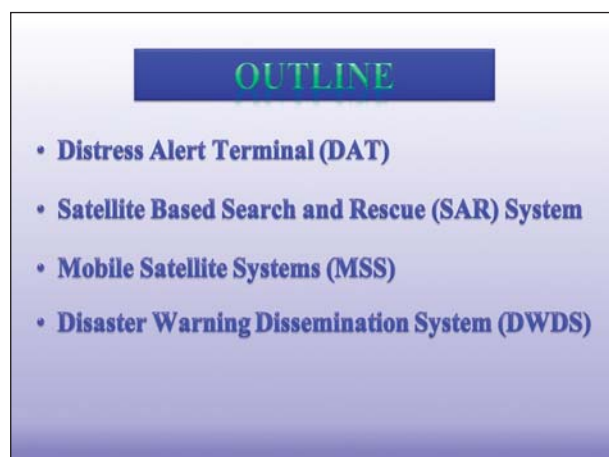 OUTLINE
• Distress Alert Terminal (DAT)
• Satellite Based Search and Rescue (SAR) System
• Mobile Satellite Systems (MSS)
• Disaster Warning Dissemination System (DWDS)